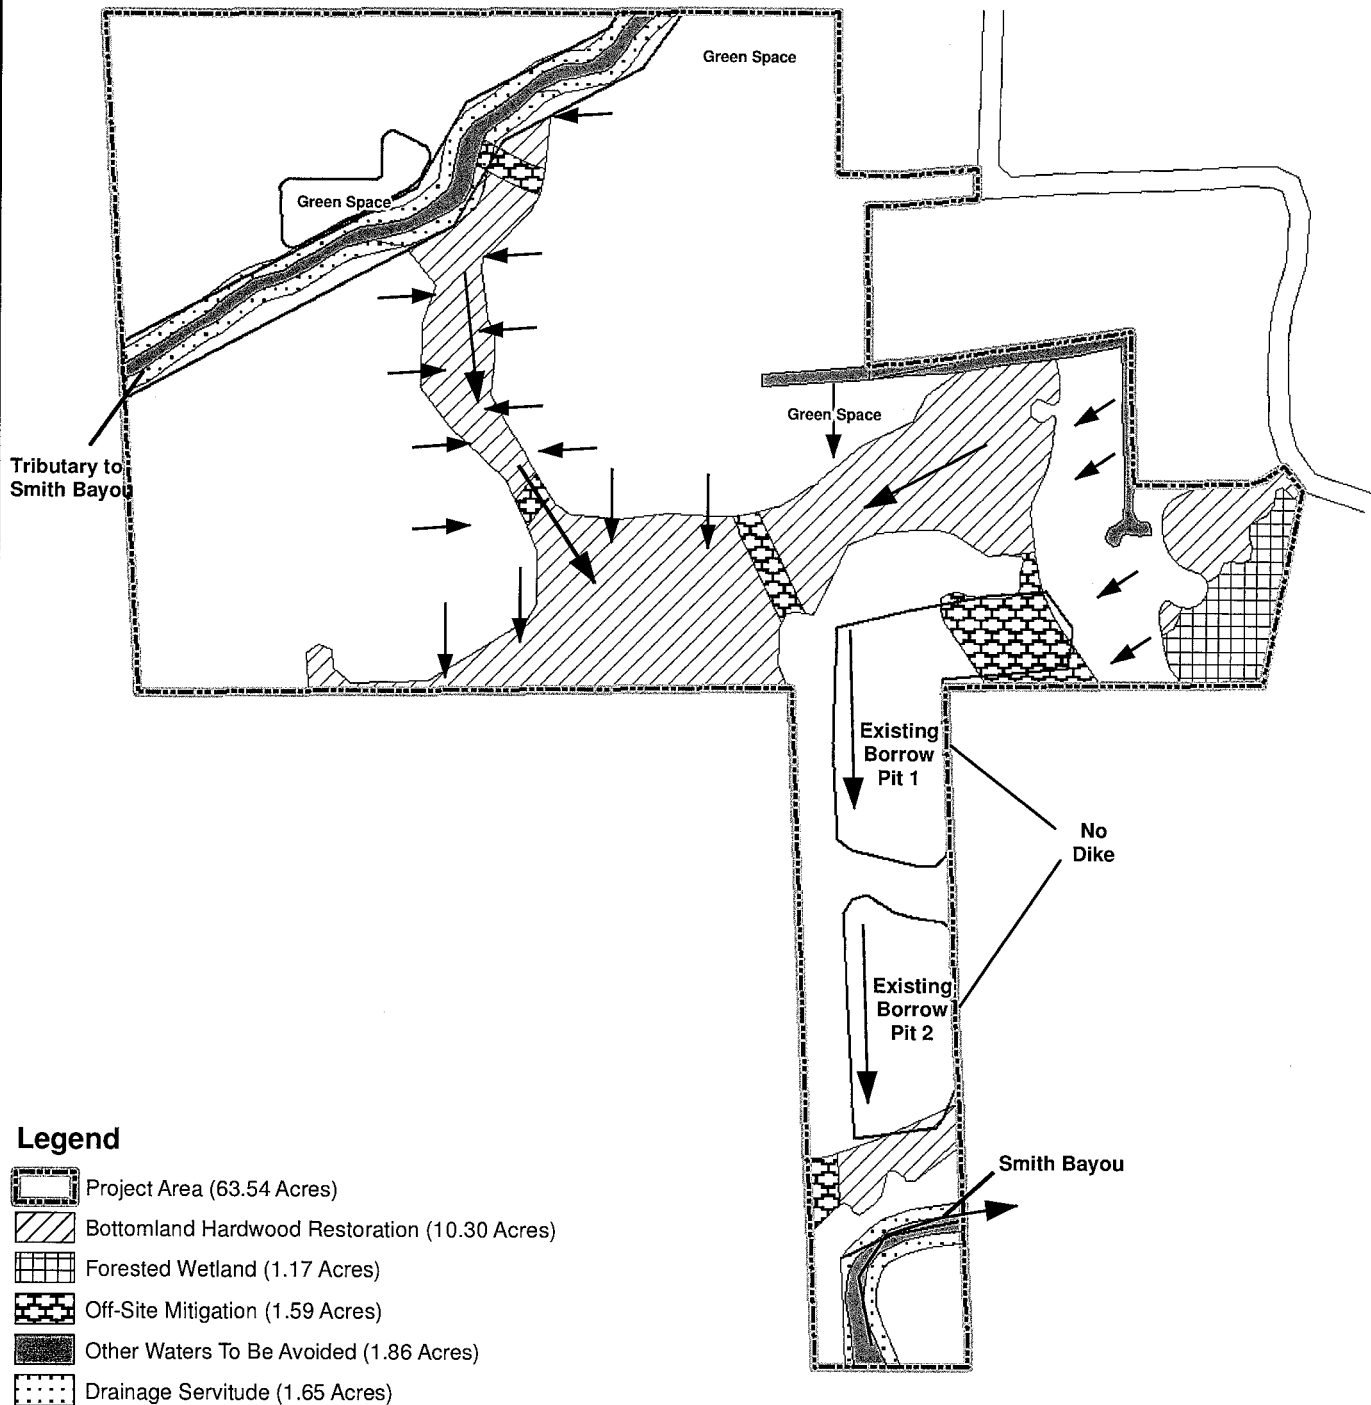 Green Space
Green Space
Green Space
Tributary to
Smith Bayou
Existing
Borrow
Pit 1
No
Dike
Existing
Borrow
Pit 2
Smith Bayou
Legend
Project Area (63.54 Acres)
Bottomland Hardwood Restoration (10.30 Acres)
Forested Wetland (1.17 Acres)
Off-Site Mitigation (1.59 Acres)
Other Waters To Be Avoided (1.86 Acres)
Drainage Servitude (1.65 Acres)